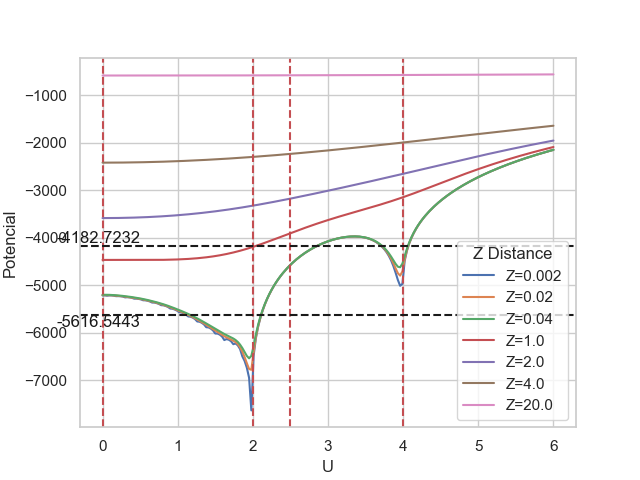 −1000
−2000
−3000
−4000
−5000
−6000
−7000
Potencial
-4182.7232
-5616.5443
Z Distance
Z=0.002
Z=0.02
Z=0.04
Z=1.0
Z=2.0
Z=4.0
Z=20.0
0 1 2 3 4 5 6
U